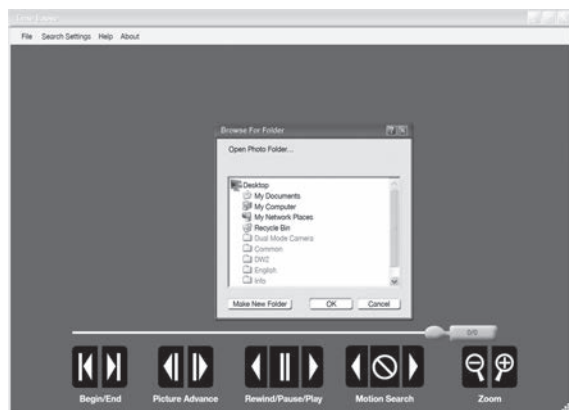 File Search Settings Help About
Browse For Folder
Open Photo Folder...
Desktop
My Documents
My Computer
My Network Places
Recycle Bin
Dual Mode Camera
Common
DWZ
English
Info
Make New Folder OK Cancel
0/0
Begin/End Picture Advance Rewind/Pause/Play Motion Search Zoom